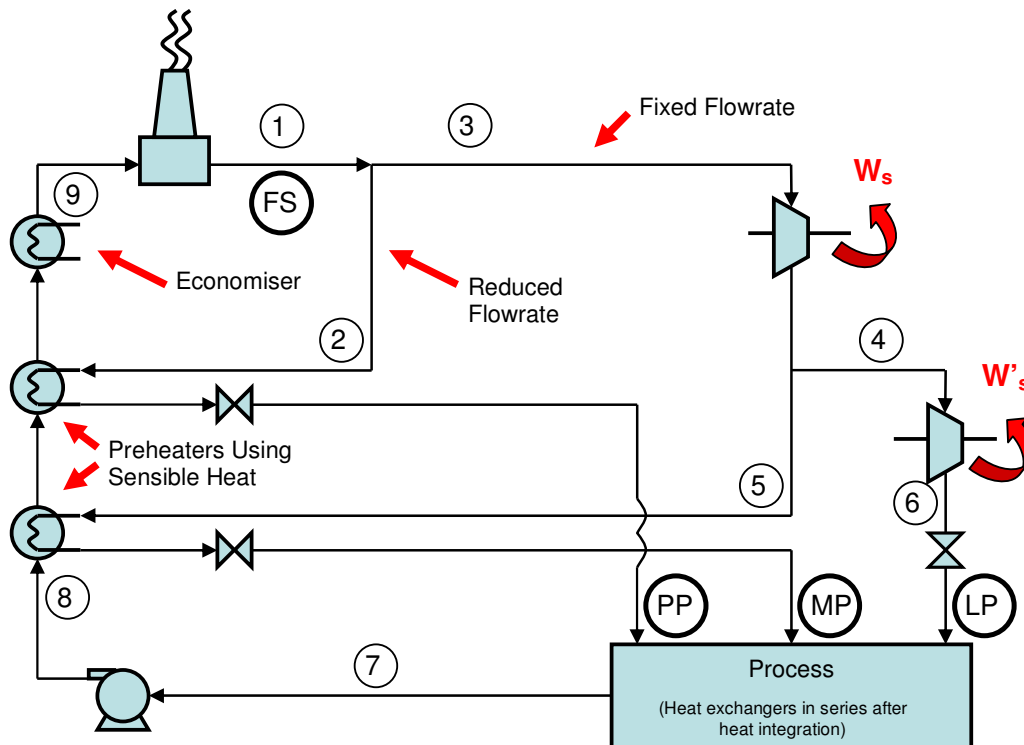 1
3
Fixed Flowrate
Ws
9
FS
Economiser
Reduced
Flowrate
2
4
W’s
Preheaters Using
Sensible Heat
5
6
8
PP
MP
LP
7
Process
(Heat exchangers in series after
heat integration)